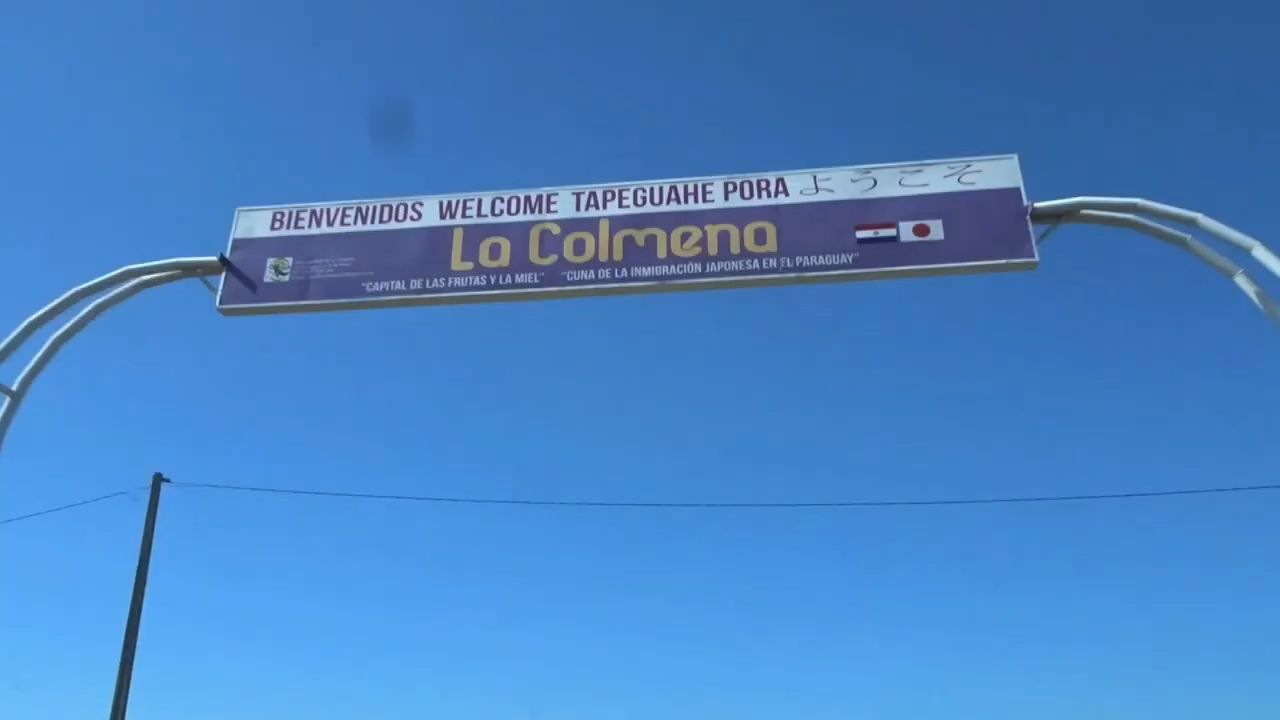 BIENVENIDOS WELCOME TAPEGUAHE PORA ようこそ
La Colmena
"CAPITAL DE LAS FRUTAS Y LA MIEL" "CUNA DE LA INMIGRACIÓN JAPONESA EN EL PARAGUAY"